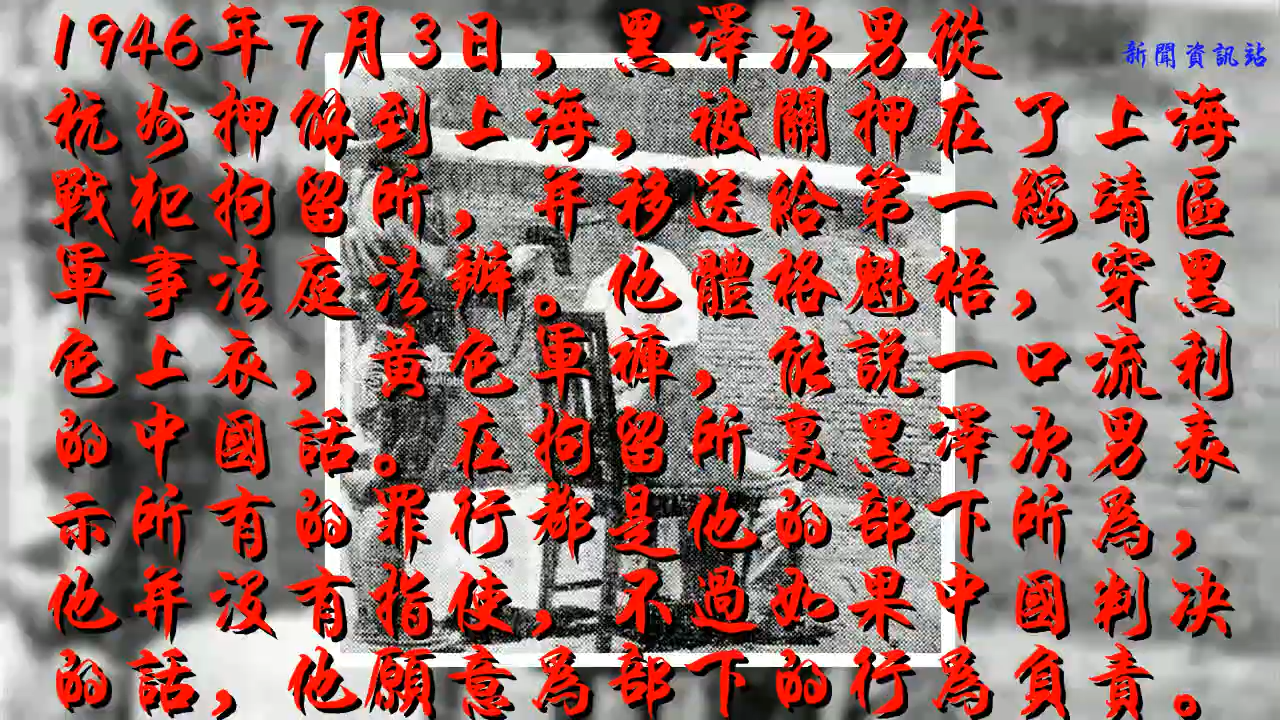 1946年7月3日，黑澤次男從
杭州押解到上海，被關押在了上海
戰犯拘留所，并移送給第一綏靖區
軍事法庭法辦。他體格魁梧，穿黑
色上衣，黃色軍褲，能説一口流利
的中國話。在拘留所裏黑澤次男表
示所有的罪行都是他的部下所爲，
他并沒有指使，不過如果中國判决
的話，他願意爲部下的行爲負責。
新聞資訊站